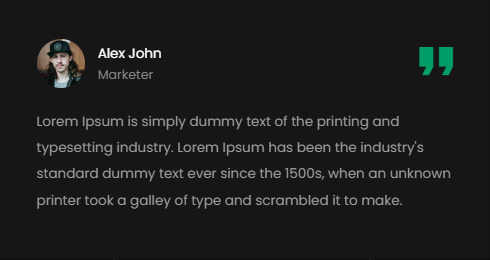 Alex John
Marketer
Lorem Ipsum is simply dummy text of the printing and
typesetting industry. Lorem Ipsum has been the industry's
standard dummy text ever since the 1500s, when an unknown
printer took a galley of type and scrambled it to make.